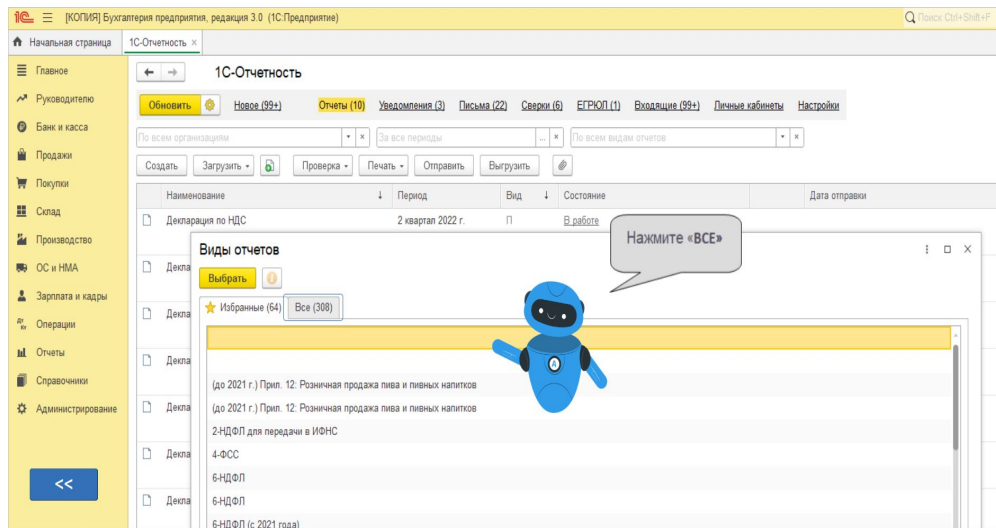 [КОПИЯ] Бухгалтерия предприятия, редакция 3.0 (1С:Предприятие)
Поиск Ctrl+Shift+F
Начальная страница
1С-Отчетность ×
Главное
Руководителю
Банк и касса
Продажи
Покупки
Склад
Производство
ОС и НМА
Зарплата и кадры
Операции
Отчеты
Справочники
Администрирование
<<
1С-Отчетность
Обновить Новое (99+) Отчеты (10) Уведомления (3) Письма (22) Сверки (6) ЕГРЮЛ (1) Входящие (99+) Личные кабинеты Настройки
По всем организациям За все периоды ... × По всем видам отчетов ×
Создать Загрузить Проверка Печать Отправить Выгрузить
Наименование ↓ Период Вид ↓ Состояние Дата отправки
Декларация по НДС 2 квартал 2022 г. П В работе
Декла
Декла
Декла
Декла
Декла
Декла
Нажмите «ВСЕ»
Виды отчетов
Выбрать
Избранные (64) Все (308)
(до 2021 г.) Прил. 12: Розничная продажа пива и пивных напитков
(до 2021 г.) Прил. 12: Розничная продажа пива и пивных напитков
2-НДФЛ для передачи в ИФНС
4-ФСС
6-НДФЛ
6-НДФЛ
6-НДФЛ (с 2021 года)
A